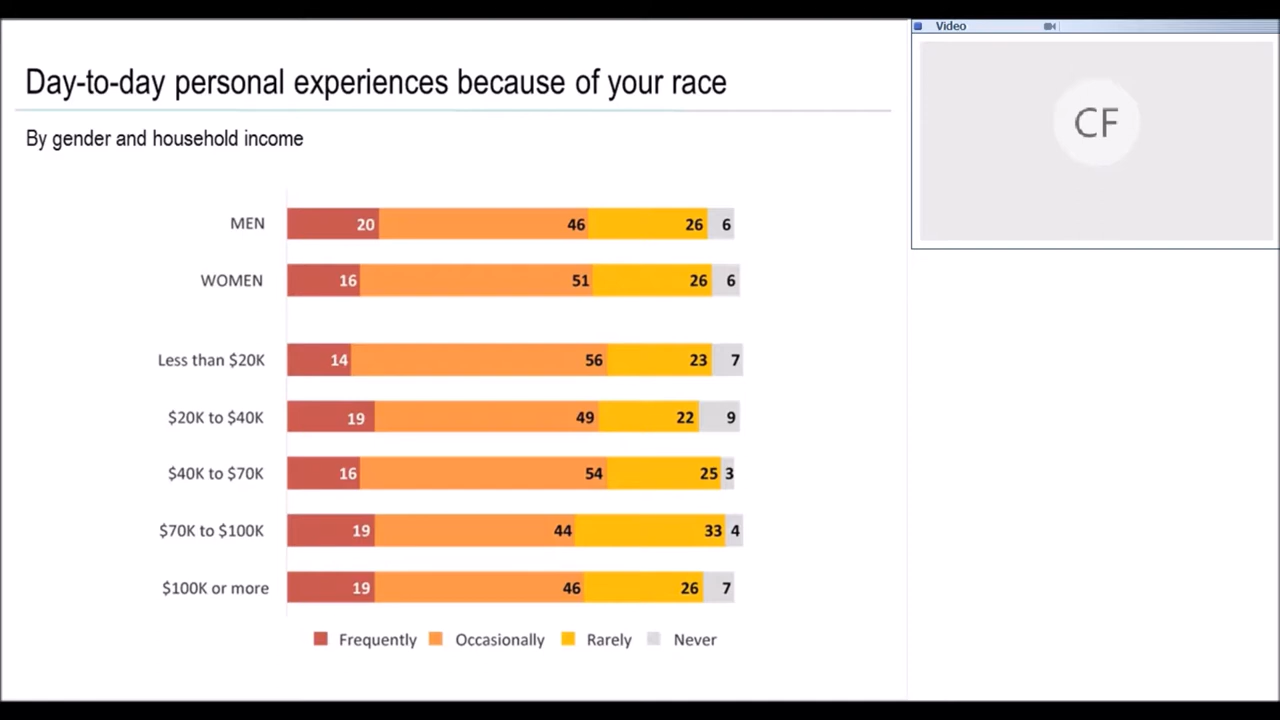 Video
Day-to-day personal experiences because of your race
CF
By gender and household income
MEN 20 46 26 6
WOMEN 16 51 26 6
Less than $20K 14 56 23 7
$20K to $40K 19 49 22 9
$40K to $70K 16 54 25 3
$70K to $100K 19 44 33 4
$100K or more 19 46 26 7
Frequently Occasionally Rarely Never